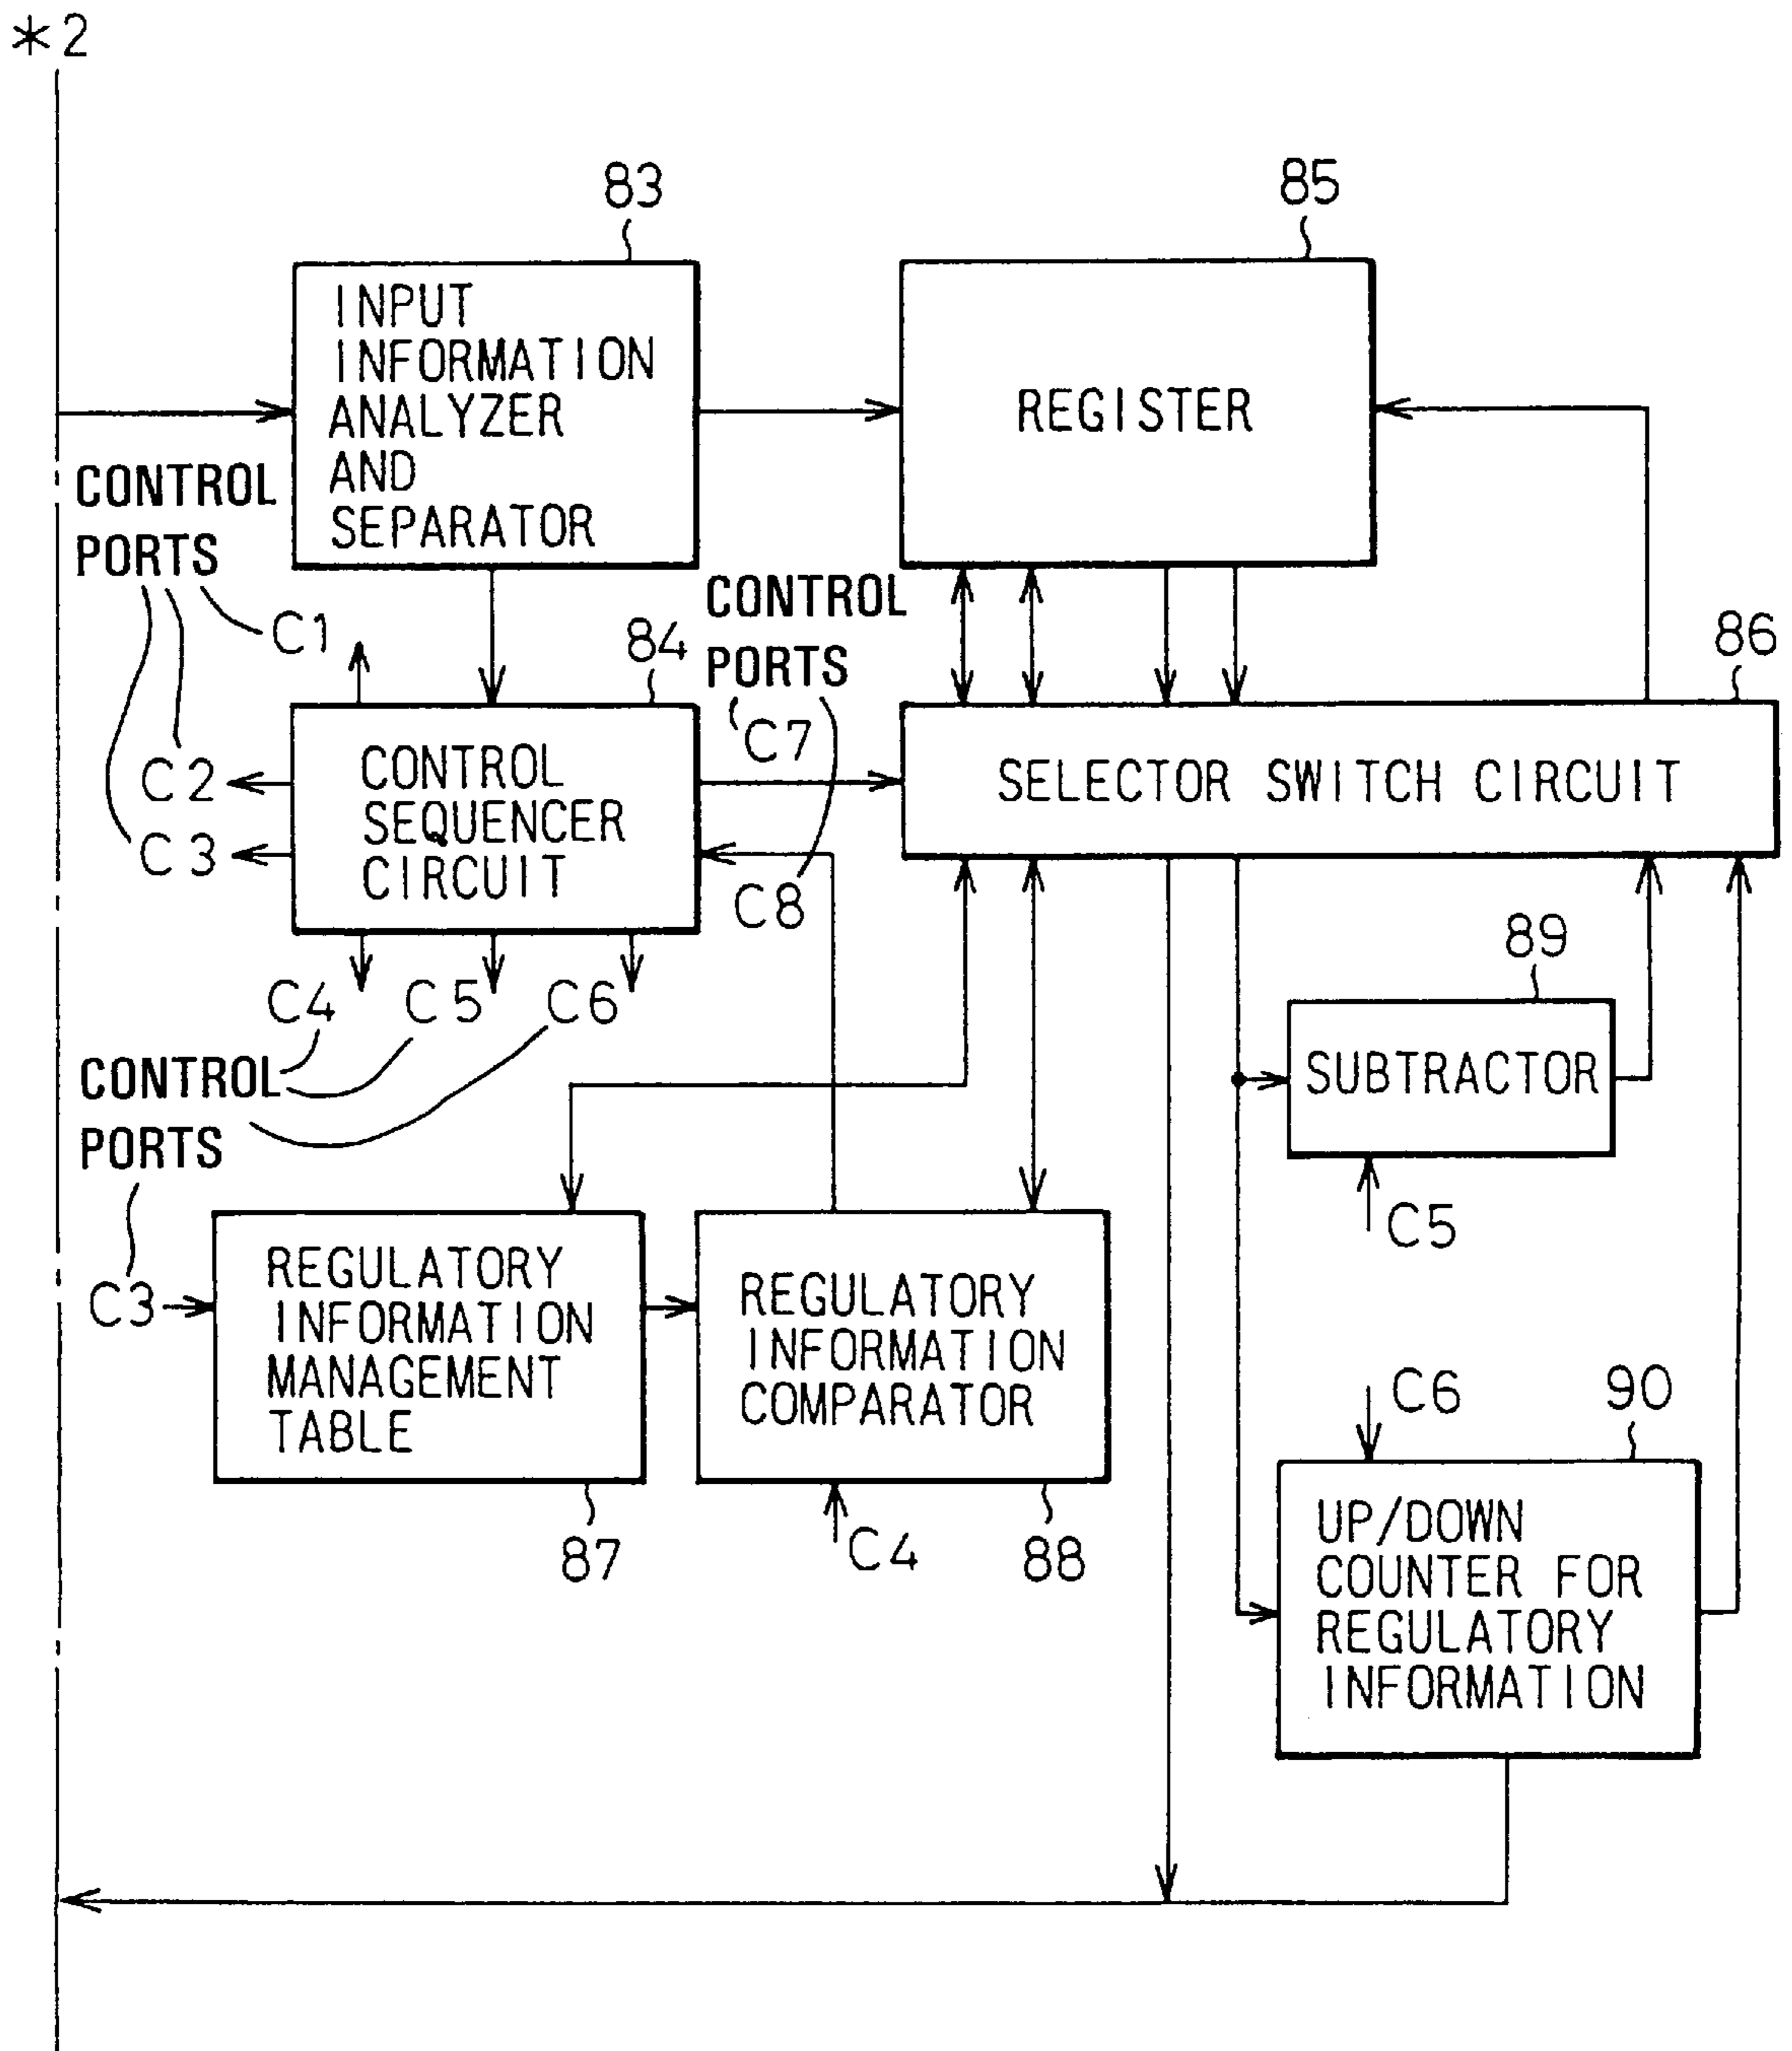 *2
83
85
INPUT
INFORMATION
ANALYZER
AND
SEPARATOR
REGISTER
CONTROL
PORTS
C1
84
CONTROL
PORTS
C7
86
C2
C3
CONTROL
SEQUENCER
CIRCUIT
SELECTOR SWITCH CIRCUIT
C8
C4
C5
C6
89
CONTROL
PORTS
SUBTRACTOR
C5
C3
REGULATORY
INFORMATION
MANAGEMENT
TABLE
REGULATORY
INFORMATION
COMPARATOR
C6
90
87
C4
88
UP/DOWN
COUNTER FOR
REGULATORY
INFORMATION